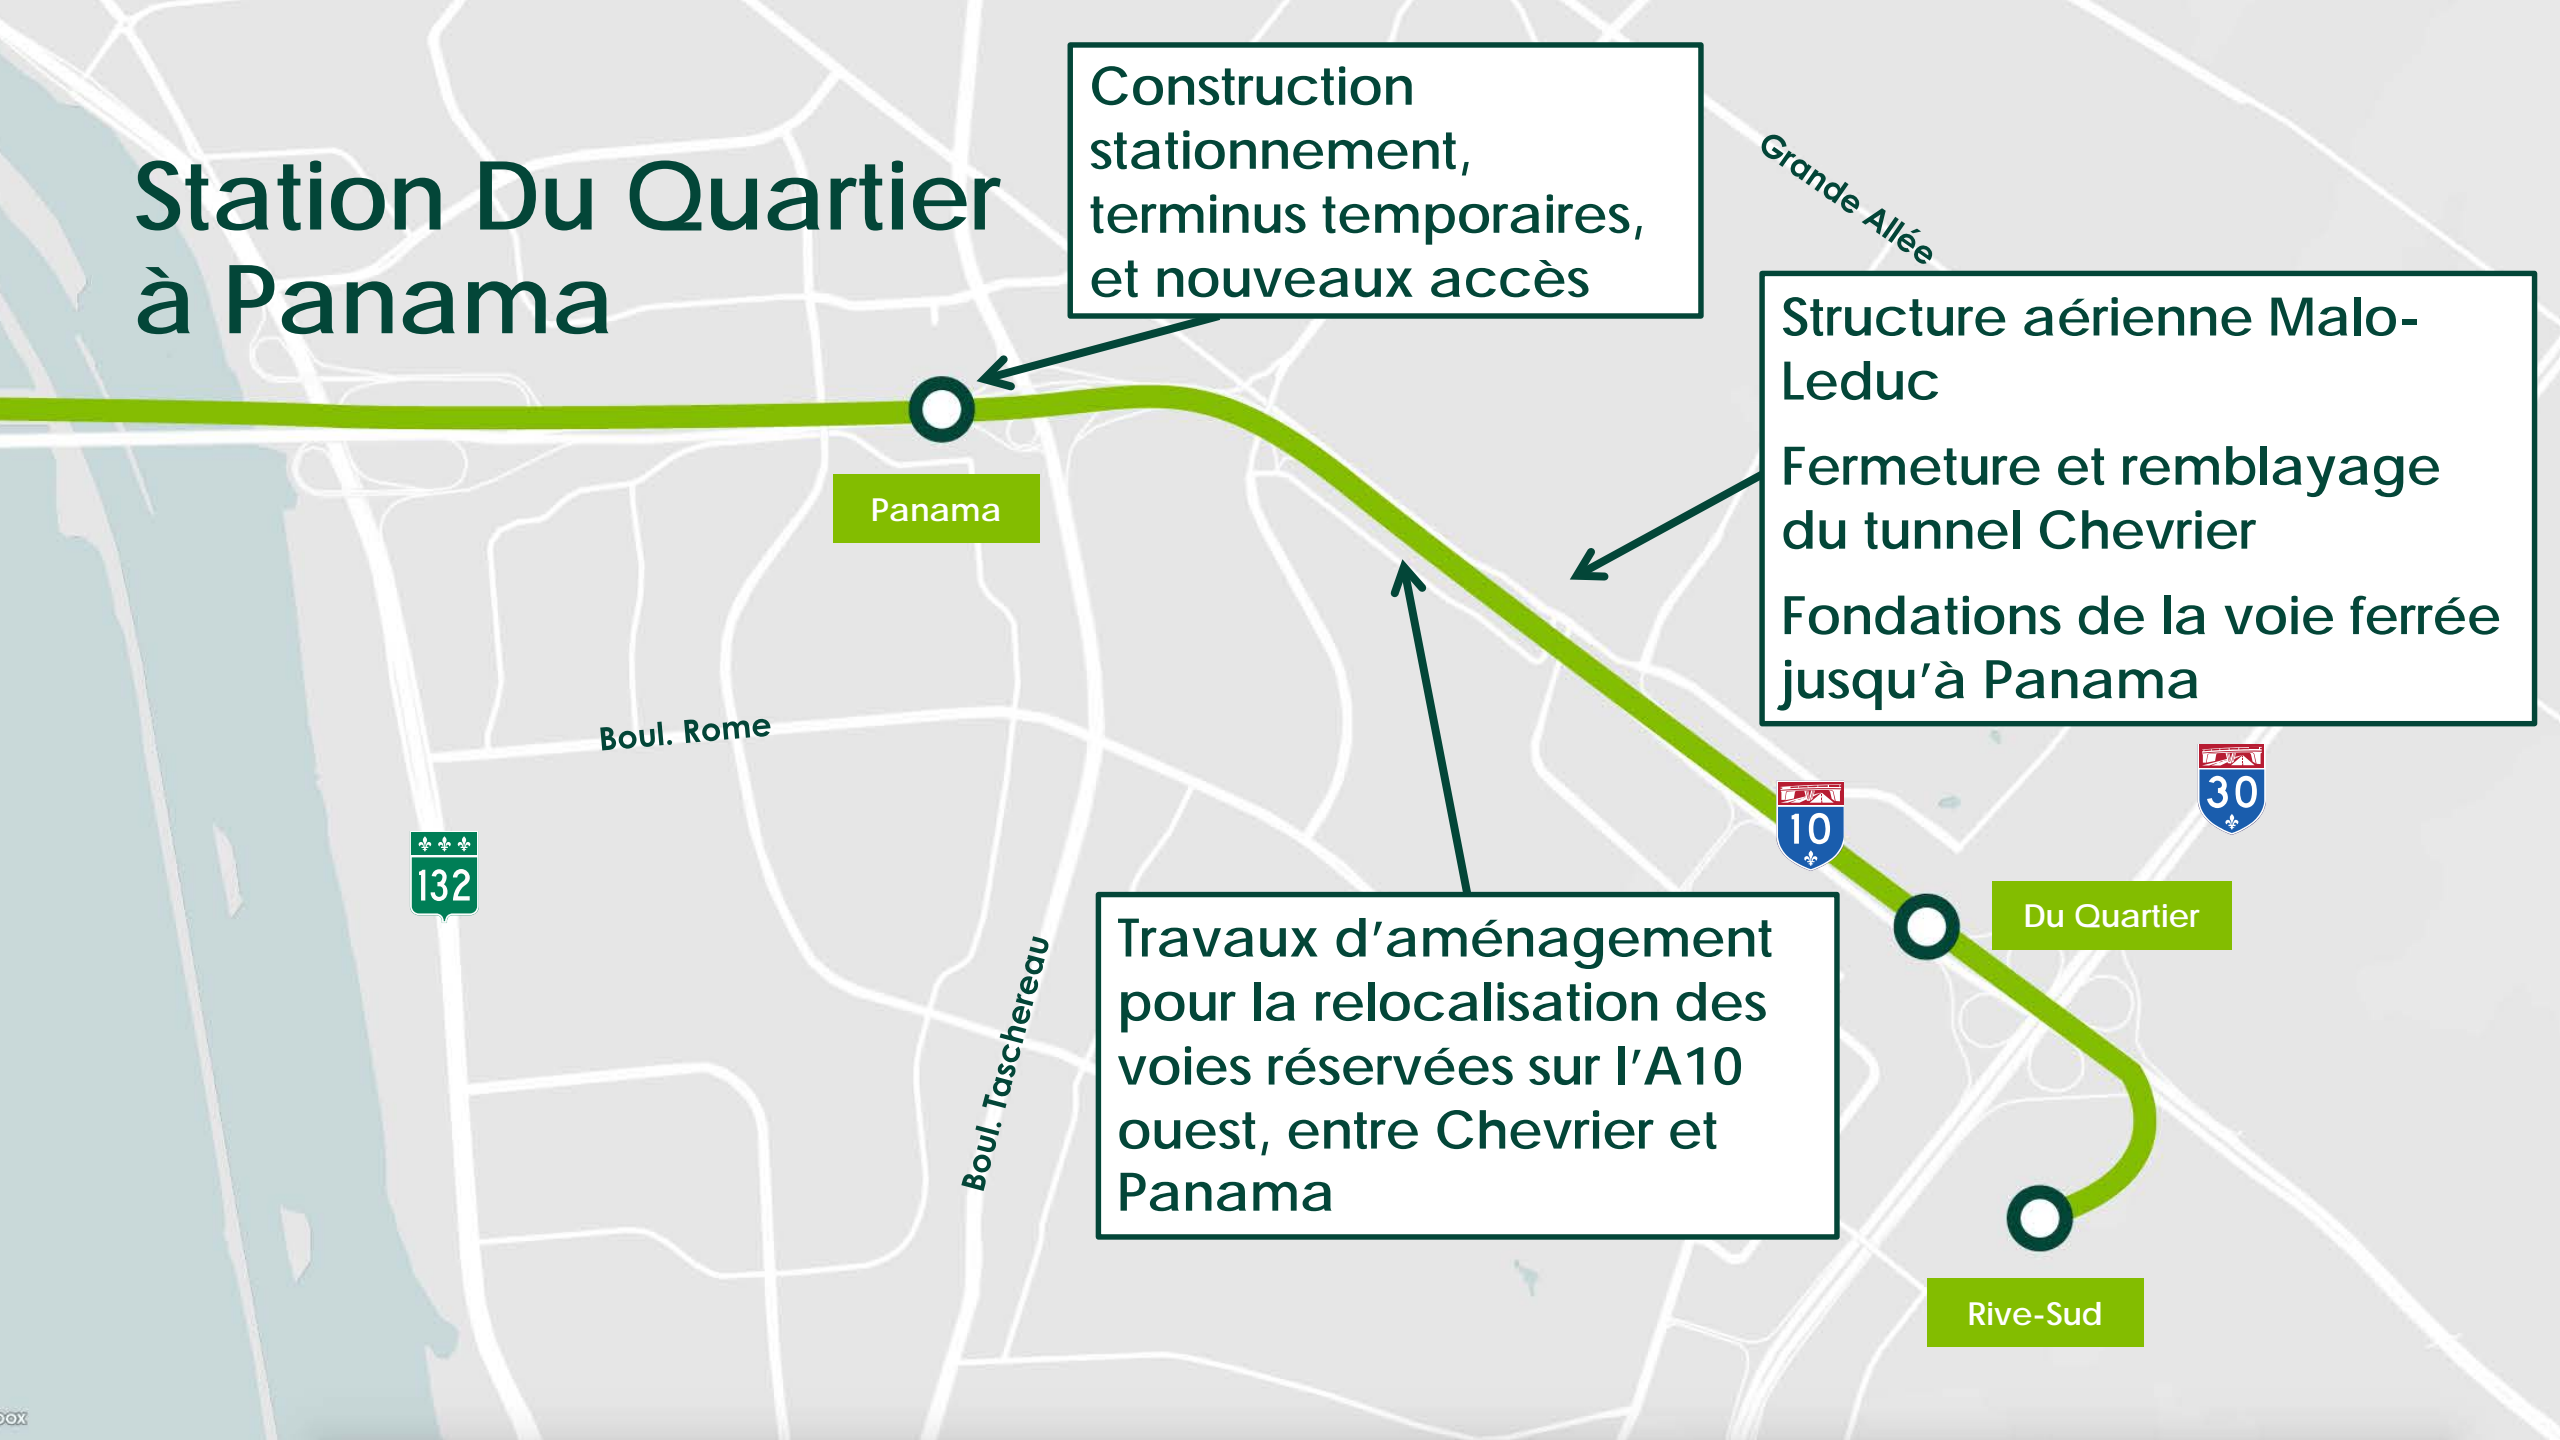 Station Du Quartier
à Panama
Construction
stationnement,
terminus temporaires,
et nouveaux accès
Grande Allée
Structure aérienne Malo-
Leduc
Fermeture et remblayage
du tunnel Chevrier
Fondations de la voie ferrée
jusqu’à Panama
Panama
Boul. Rome
30
10
132
Du Quartier
Boul. Taschereau
Travaux d’aménagement
pour la relocalisation des
voies réservées sur l’A10
ouest, entre Chevrier et
Panama
Rive-Sud